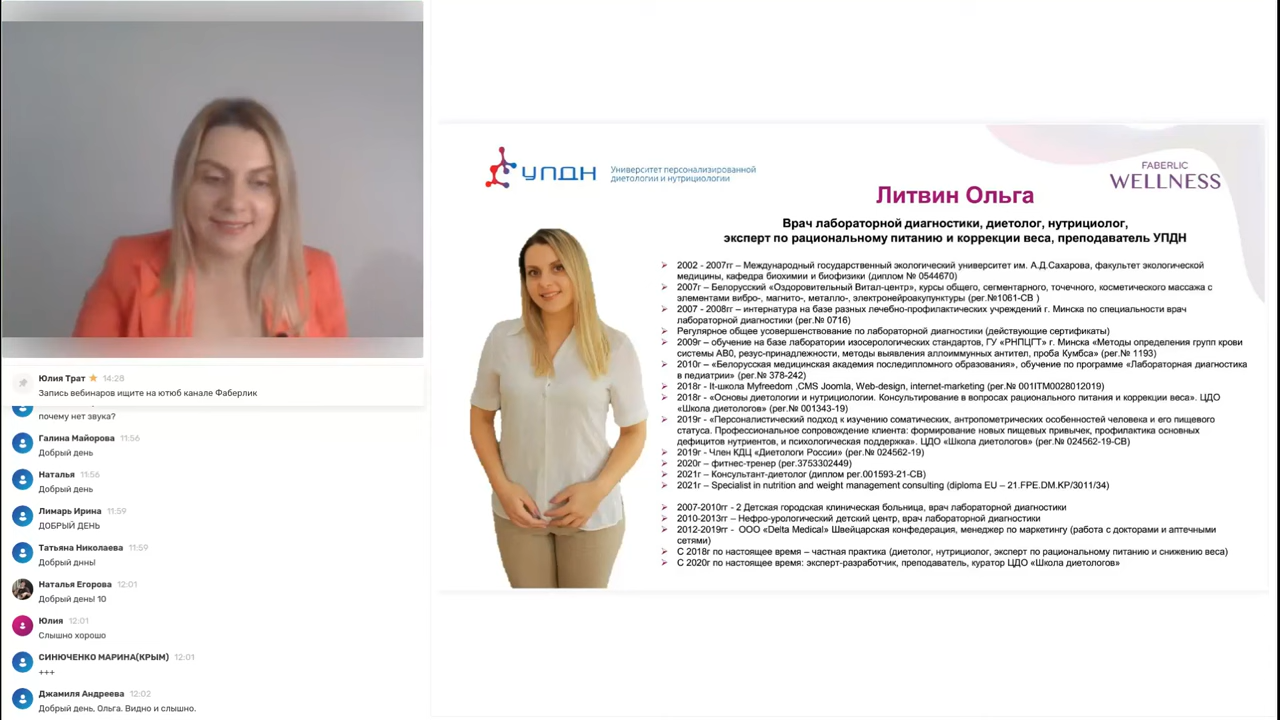 Юлия Трат 14:28
Запись вебинаров ищите на ютюб канале Фаберлик
почему нет звука?
Галина Майорова 11:56
Добрый день
Наталья 11:56
Добрый день
Лимарь Ирина 11:59
ДОБРЫЙ ДЕНЬ
Татьяна Николаева 11:59
Добрый днны!
Наталья Егорова 12:01
Добрый день! 10
Юлия 12:01
Слышно хорошо
СИНЮЧЕНКО МАРИНА(КРЫМ) 12:01
+++
Джамиля Андреева 12:02
Добрый день, Ольга. Видно и слышно.
УПДН
Университет персонализированной
диетологии и нутрициологии
FABERLIC
WELLNESS
Литвин Ольга
Врач лабораторной диагностики, диетолог, нутрициолог,
эксперт по рациональному питанию и коррекции веса, преподаватель УПДН
2002 - 2007гг – Международный государственный экологический университет им. А.Д.Сахарова, факультет экологической
медицины, кафедра биохимии и биофизики (диплом № 0544670)
2007г – Белорусский «Оздоровительный Витал-центр», курсы общего, сегментарного, точечного, косметического массажа с
элементами вибро-, магнито-, металло-, электронейроакупунктуры (рег.№1061-СВ )
2007 - 2008гг – интернатура на базе разных лечебно-профилактических учреждений г. Минска по специальности врач
лабораторной диагностики (рег.№ 0716)
Регулярное общее усовершенствование по лабораторной диагностики (действующие сертификаты)
2009г – обучение на базе лаборатории изосерологических стандартов, ГУ «РНПЦГТ» г. Минска «Методы определения групп крови
системы АВ0, резус-принадлежности, методы выявления аллоиммунных антител, проба Кумбса» (рег.№ 1193)
2010г – «Белорусская медицинская академия последипломного образования», обучение по программе «Лабораторная диагностика
в педиатрии» (рег.№ 378-242)
2018г - It-школа Myfreedom ,CMS Joomla, Web-design, internet-marketing (рег.№ 001ITM0028012019)
2018г - «Основы диетологии и нутрициологии. Консультирование в вопросах рационального питания и коррекции веса». ЦДО
«Школа диетологов» (рег.№ 001343-19)
2019г - «Персоналистический подход к изучению соматических, антропометрических особенностей человека и его пищевого
статуса. Профессиональное сопровождение клиента: формирование новых пищевых привычек, профилактика основных
дефицитов нутриентов, и психологическая поддержка». ЦДО «Школа диетологов» (рег.№ 024562-19-СВ)
2019г - Член КДЦ «Диетологи России» (рег.№ 024562-19)
2020г – фитнес-тренер (рег.3753302449)
2021г – Консультант-диетолог (диплом рег.001593-21-СВ)
2021г – Specialist in nutrition and weight management consulting (diploma EU – 21.FPE.DM.KP/3011/34)
2007-2010гг - 2 Детская городская клиническая больница, врач лабораторной диагностики
2010-2013гг – Нефро-урологический детский центр, врач лабораторной диагностики
2012-2019гг - ООО «Delta Medical» Швейцарская конфедерация, менеджер по маркетингу (работа с докторами и аптечными
сетями)
С 2018г по настоящее время – частная практика (диетолог, нутрициолог, эксперт по рациональному питанию и снижению веса)
С 2020г по настоящее время: эксперт-разработчик, преподаватель, куратор ЦДО «Школа диетологов»